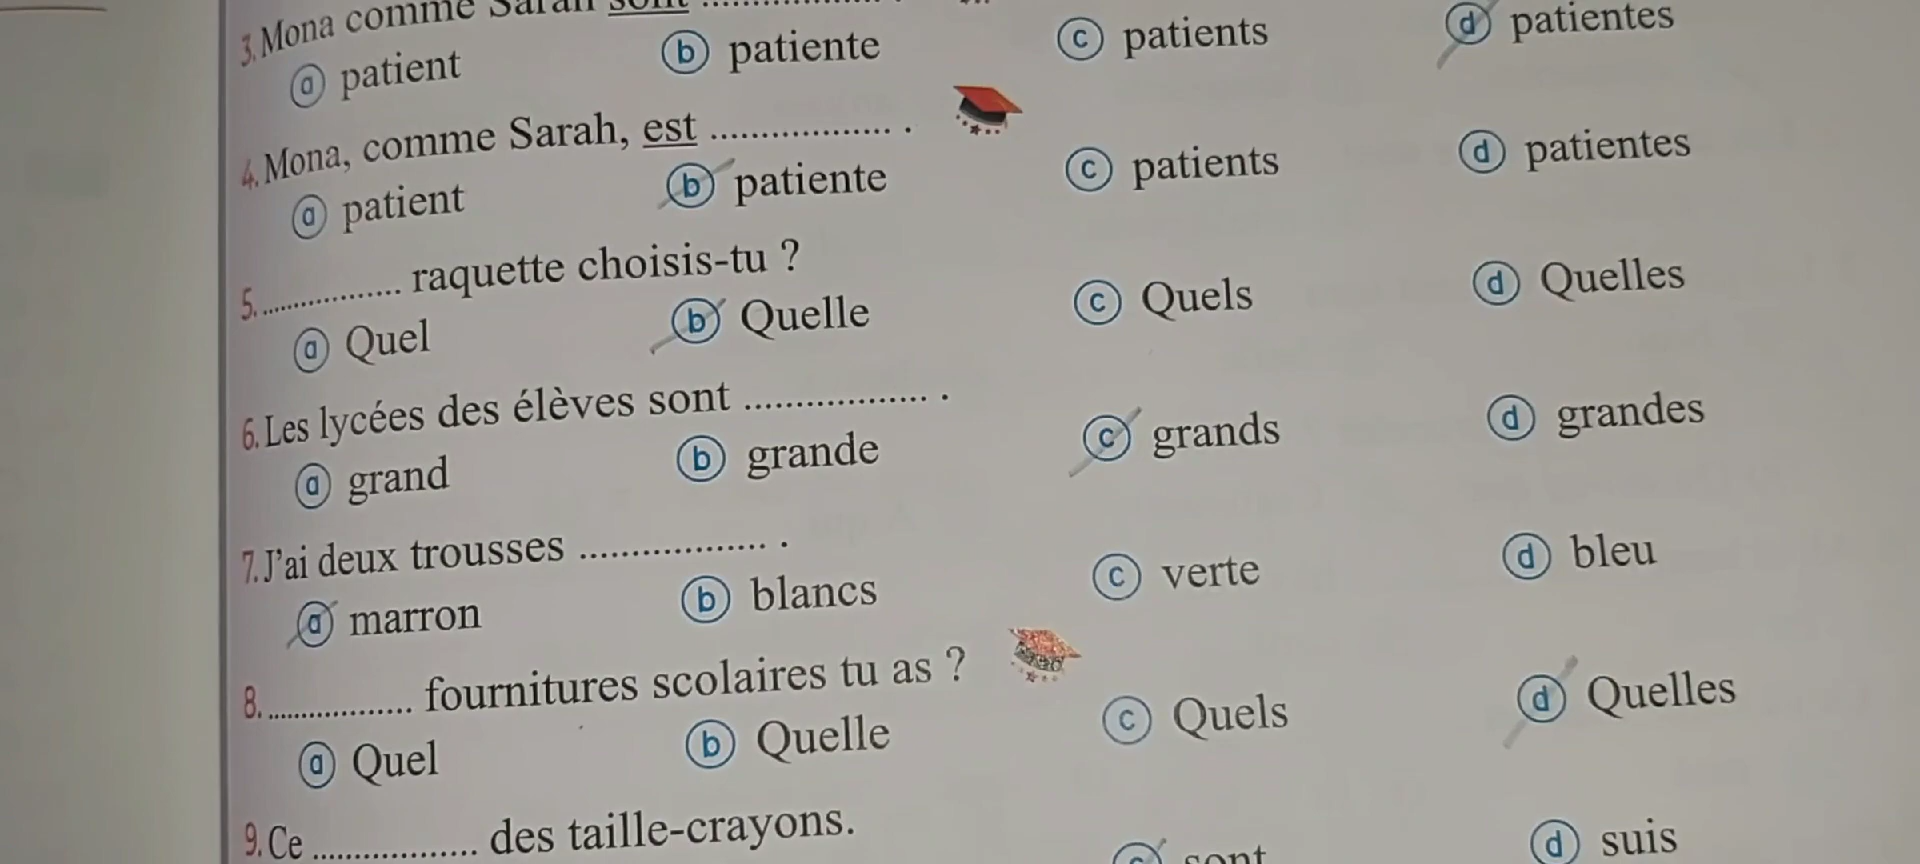 3. Mona comme Sarah sont .................. .
a patient b patiente c patients d patientes
4. Mona, comme Sarah, est .................. .
a patient b patiente c patients d patientes
5. .................. raquette choisis-tu ?
a Quel b Quelle c Quels d Quelles
6. Les lycées des élèves sont .................. .
a grand b grande c grands d grandes
7. J'ai deux trousses .................. .
a marron b blancs c verte d bleu
8. .................. fournitures scolaires tu as ?
a Quel b Quelle c Quels d Quelles
9. Ce .................. des taille-crayons.
c sont d suis